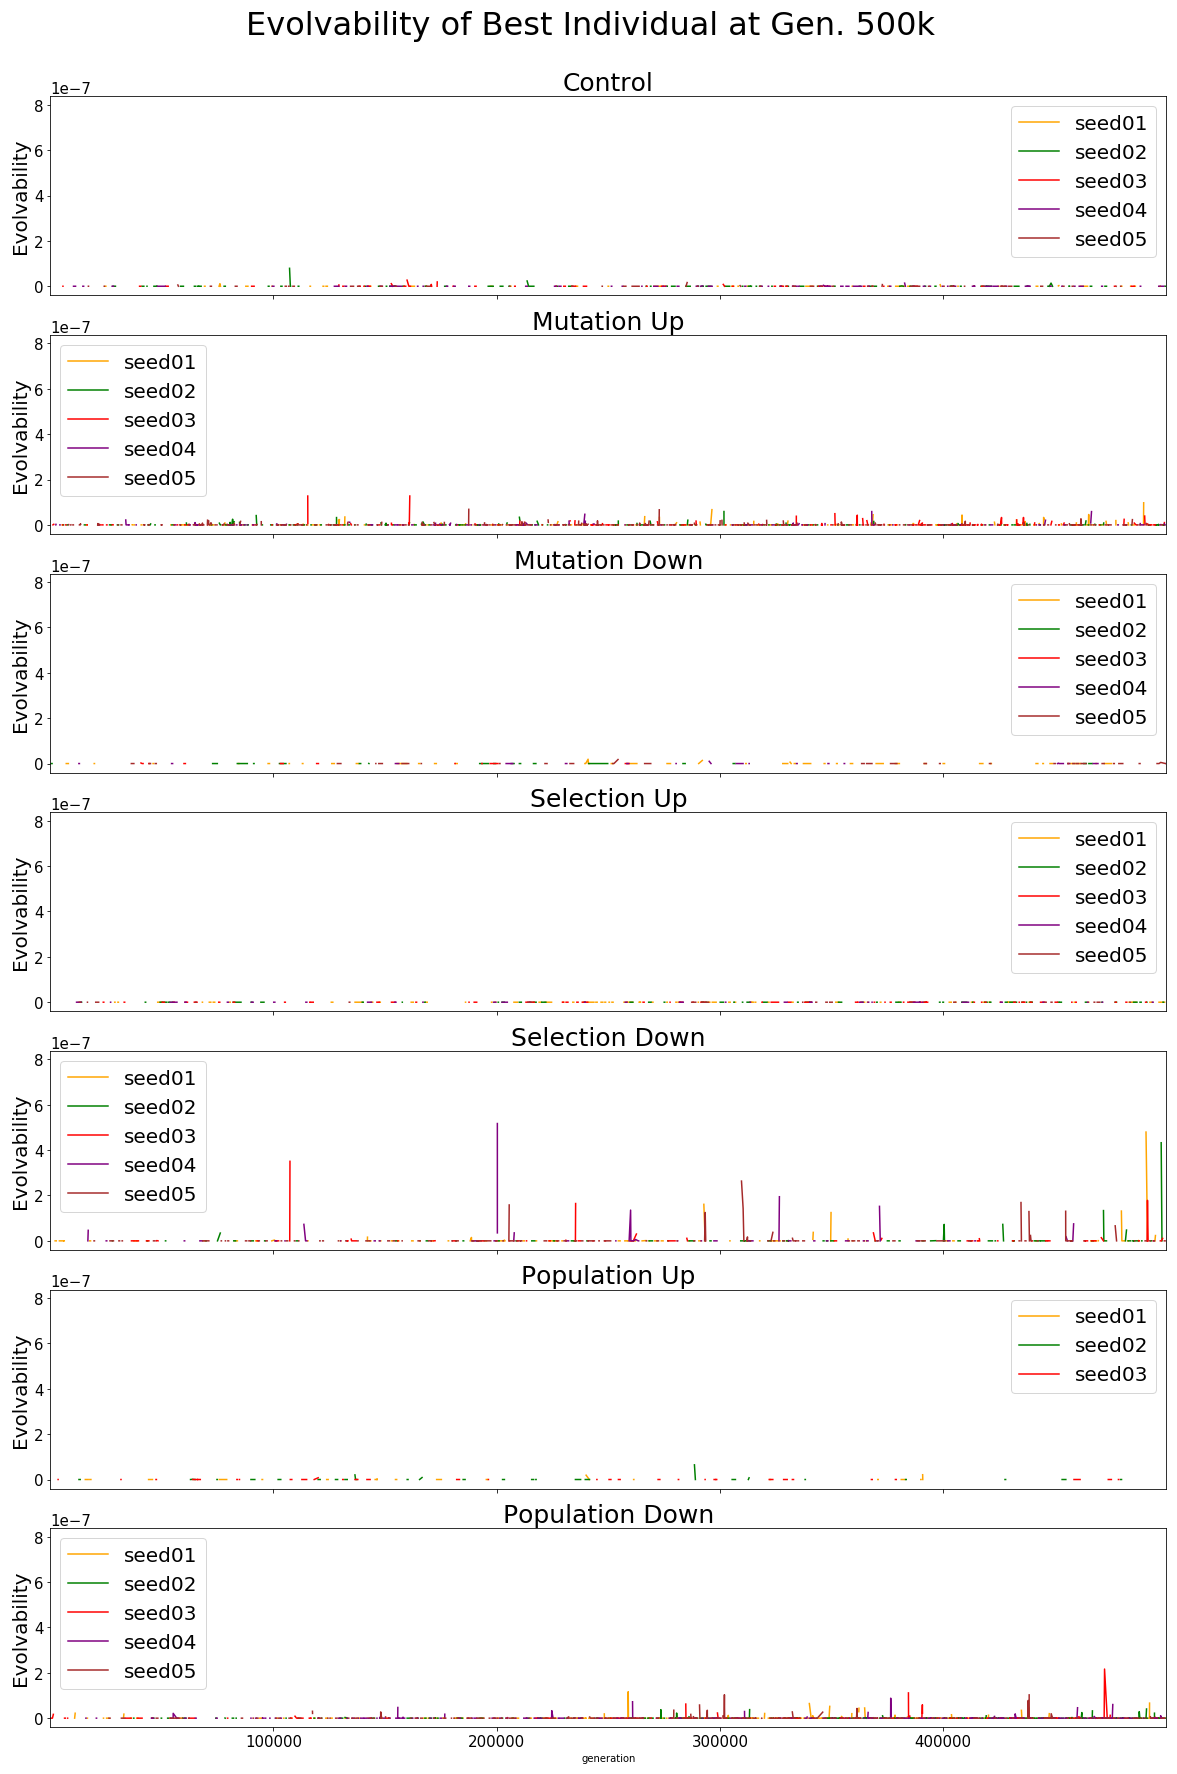 Evolvability of Best Individual at Gen. 500k
Control
1e−7
8
6
4
2
0
Evolvability
seed01
seed02
seed03
seed04
seed05
Mutation Up
1e−7
8
6
4
2
0
Evolvability
seed01
seed02
seed03
seed04
seed05
Mutation Down
1e−7
8
6
4
2
0
Evolvability
seed01
seed02
seed03
seed04
seed05
Selection Up
1e−7
8
6
4
2
0
Evolvability
seed01
seed02
seed03
seed04
seed05
Selection Down
1e−7
8
6
4
2
0
Evolvability
seed01
seed02
seed03
seed04
seed05
Population Up
1e−7
8
6
4
2
0
Evolvability
seed01
seed02
seed03
Population Down
1e−7
8
6
4
2
0
Evolvability
seed01
seed02
seed03
seed04
seed05
100000 200000 300000 400000
generation